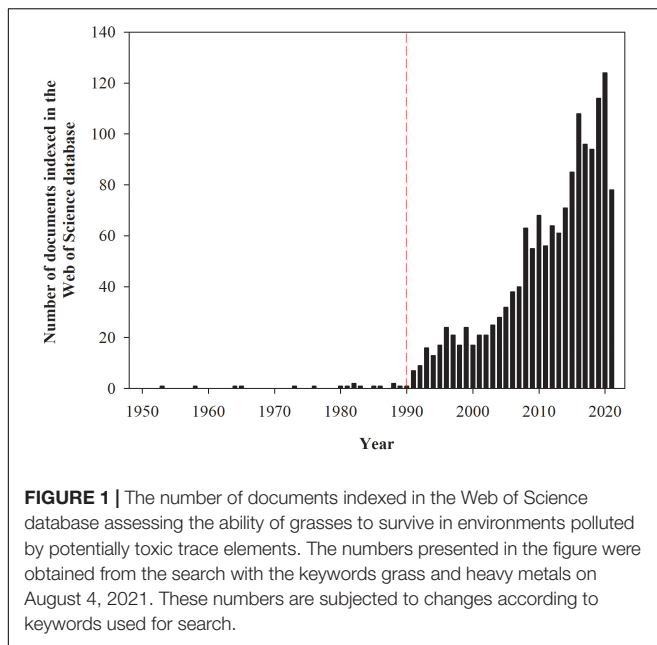 140
120
100
80
60
40
20
0
Number of documents indexed in the
Web of Science database
1950 1960 1970 1980 1990 2000 2010 2020
Year
FIGURE 1 | The number of documents indexed in the Web of Science
database assessing the ability of grasses to survive in environments polluted
by potentially toxic trace elements. The numbers presented in the figure were
obtained from the search with the keywords grass and heavy metals on
August 4, 2021. These numbers are subjected to changes according to
keywords used for search.